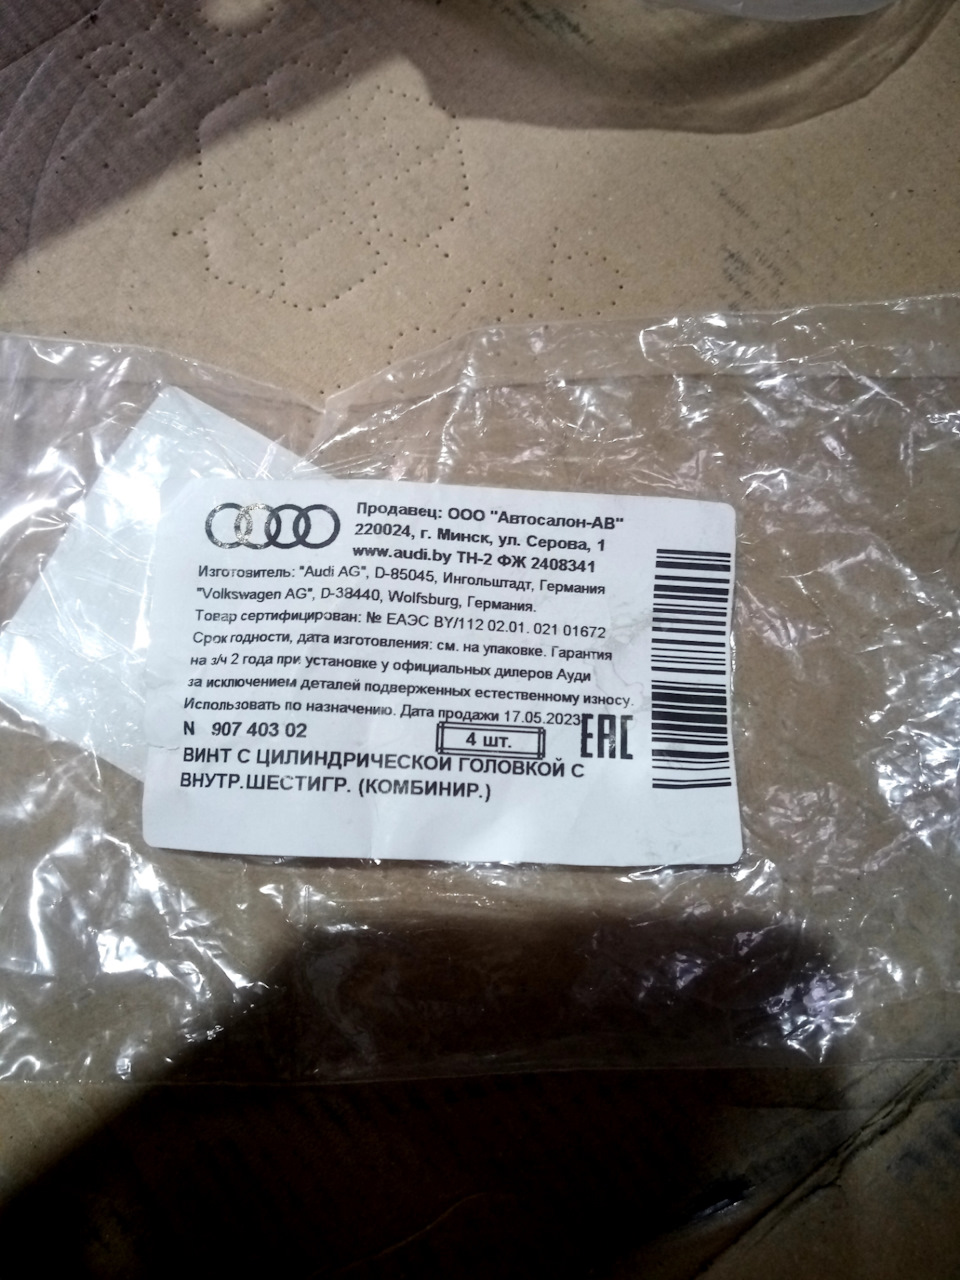 Продавец: ООО "Автосалон-АВ"
220024, г. Минск, ул. Серова, 1
www.audi.by ТН-2 ФЖ 2408341
Изготовитель: "Audi AG", D-85045, Ингольштадт, Германия
"Volkswagen AG", D-38440, Wolfsburg, Германия.
Товар сертифицирован: № ЕАЭС BY/112 02.01. 021 01672
Срок годности, дата изготовления: см. на упаковке. Гарантия
на з/ч 2 года при установке у официальных дилеров Ауди
за исключением деталей подверженных естественному износу.
Использовать по назначению. Дата продажи 17.05.2023
N 907 403 02
4 шт.
EAC
ВИНТ С ЦИЛИНДРИЧЕСКОЙ ГОЛОВКОЙ С
ВНУТР.ШЕСТИГР. (КОМБИНИР.)